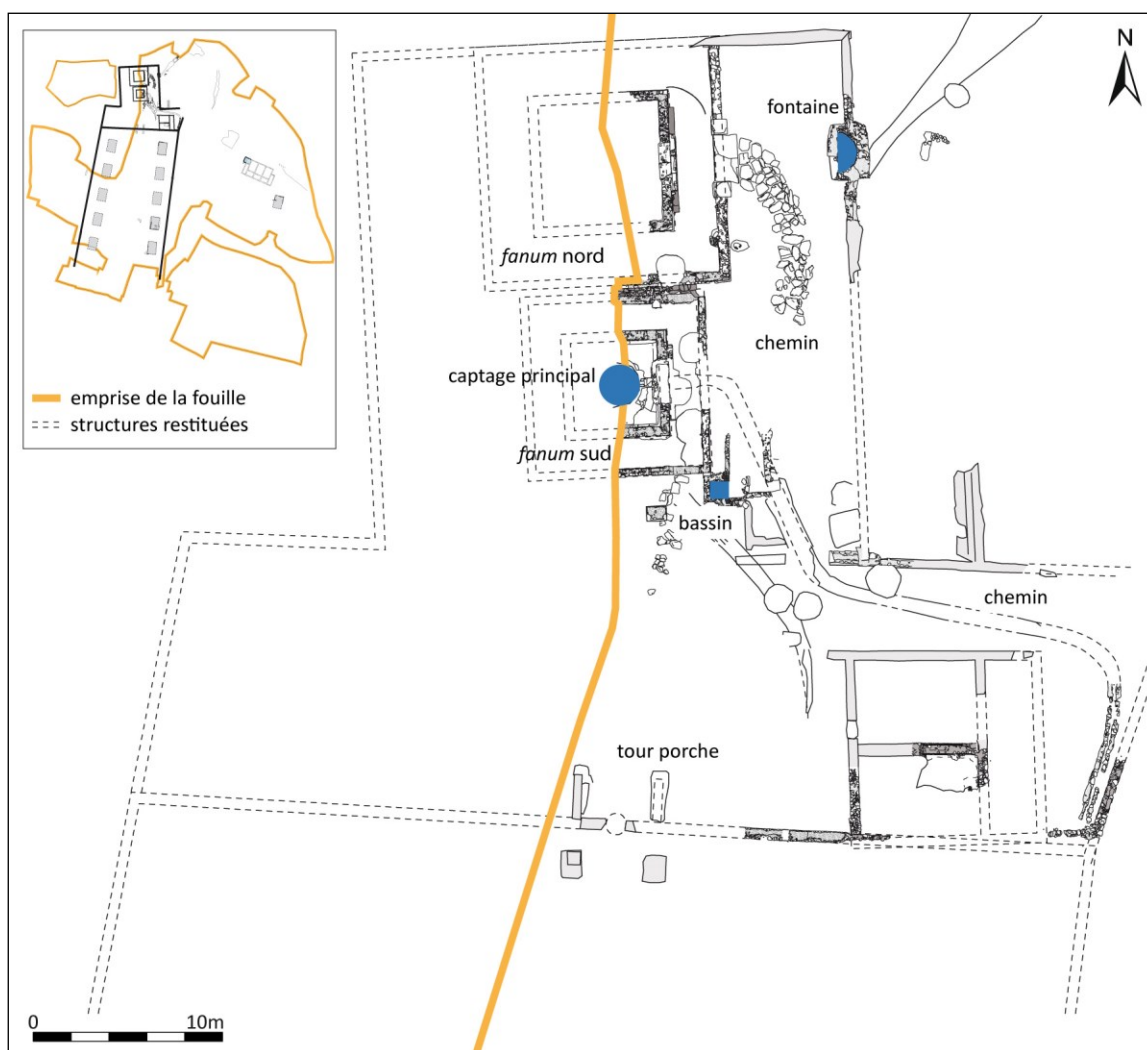 N
fontaine
fanum nord
chemin
captage principal
emprise de la fouille
structures restituées
fanum sud
bassin
chemin
tour porche
0 10m